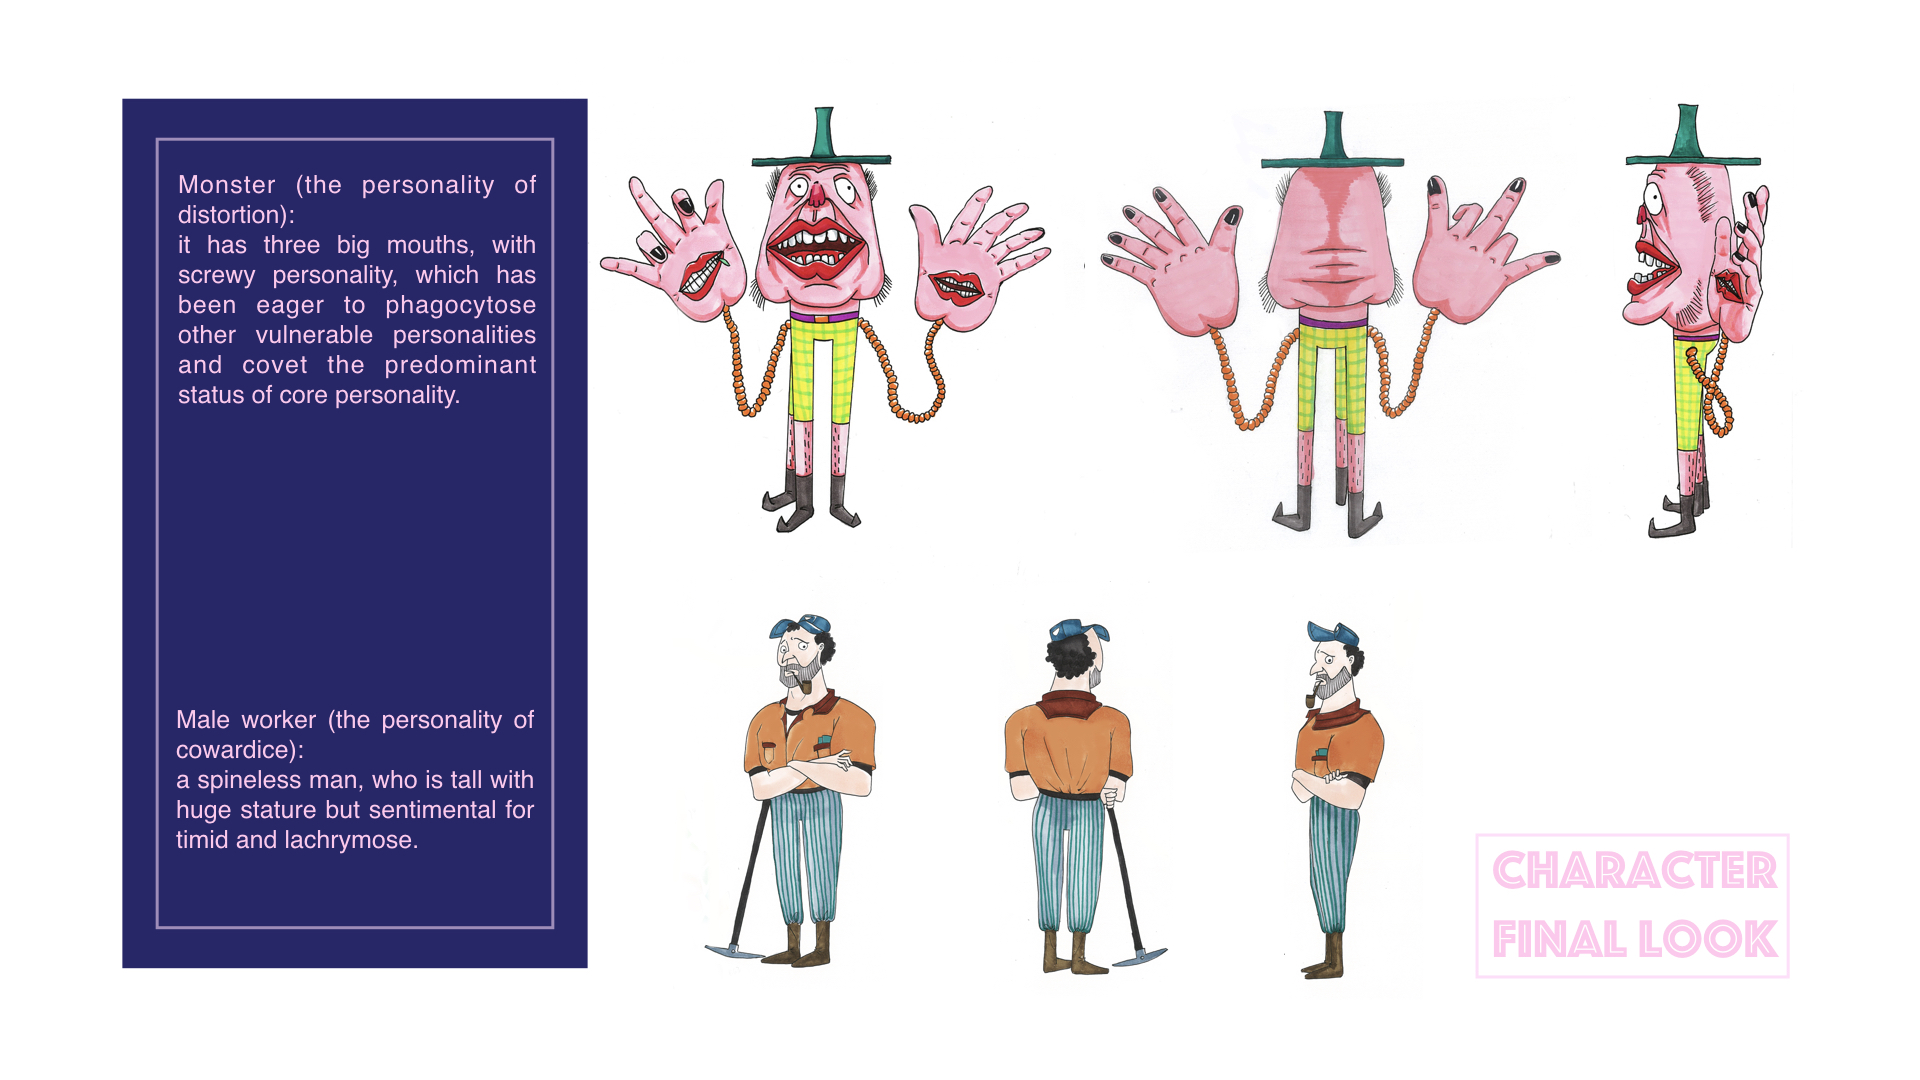 Monster (the personality of
distortion):
it has three big mouths, with
screwy personality, which has
been eager to phagocytose
other vulnerable personalities
and covet the predominant
status of core personality.
Male worker (the personality of
cowardice):
a spineless man, who is tall with
huge stature but sentimental for
timid and lachrymose.
CHARACTER
FINAL LOOK